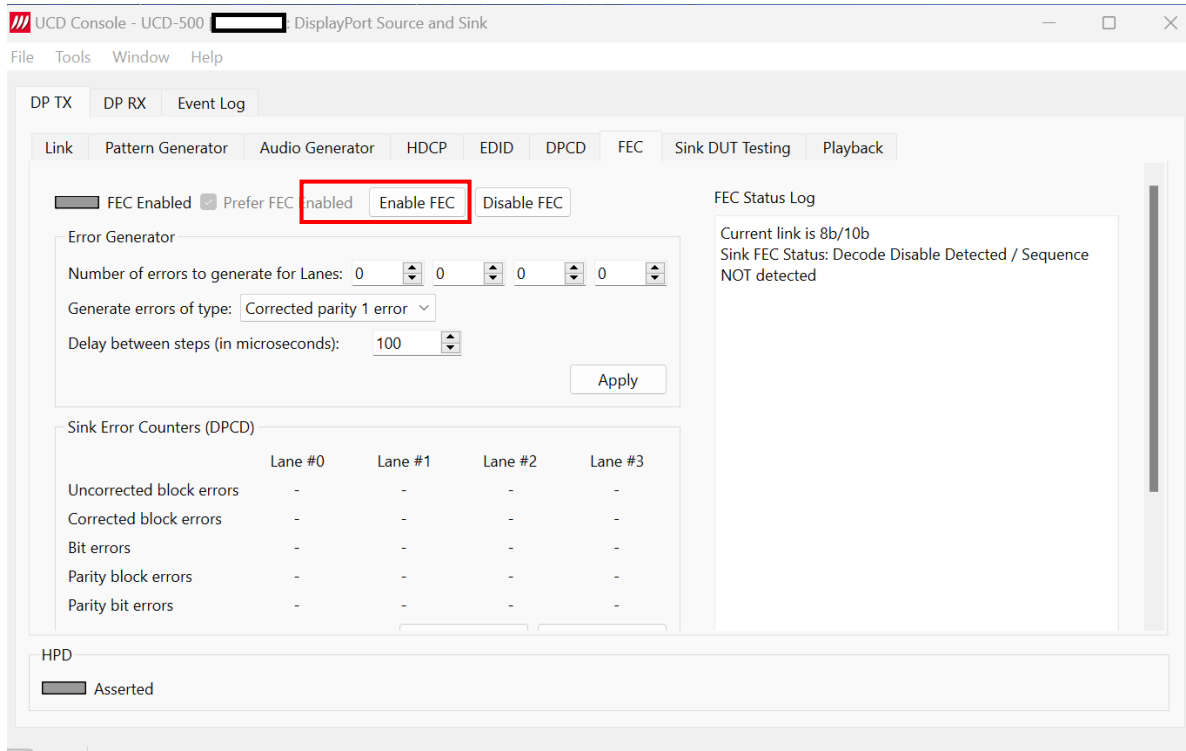 UCD Console - UCD-500 [ : DisplayPort Source and Sink
File Tools Window Help
DP TX DP RX Event Log
Link Pattern Generator Audio Generator HDCP EDID DPCD FEC Sink DUT Testing Playback
FEC Enabled Prefer FEC Enabled Enable FEC Disable FEC
Error Generator
Number of errors to generate for Lanes: 0 0 0 0
Generate errors of type: Corrected parity 1 error
Delay between steps (in microseconds): 100
Apply
Sink Error Counters (DPCD)
Lane #0 Lane #1 Lane #2 Lane #3
Uncorrected block errors - - - -
Corrected block errors - - - -
Bit errors - - - -
Parity block errors - - - -
Parity bit errors - - - -
FEC Status Log
Current link is 8b/10b
Sink FEC Status: Decode Disable Detected / Sequence
NOT detected
HPD
Asserted